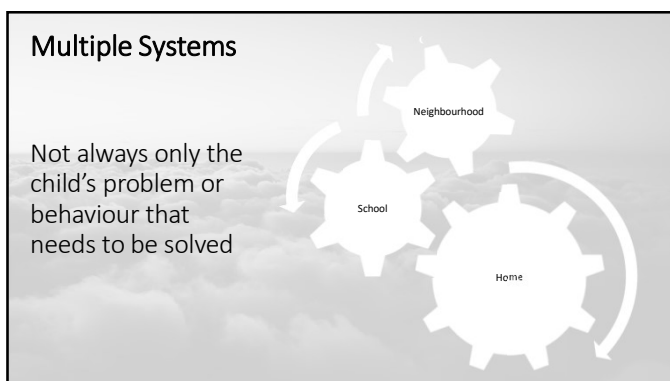 Multiple Systems
Not always only the
child's problem or
behaviour that
needs to be solved
Neighbourhood
School
Home